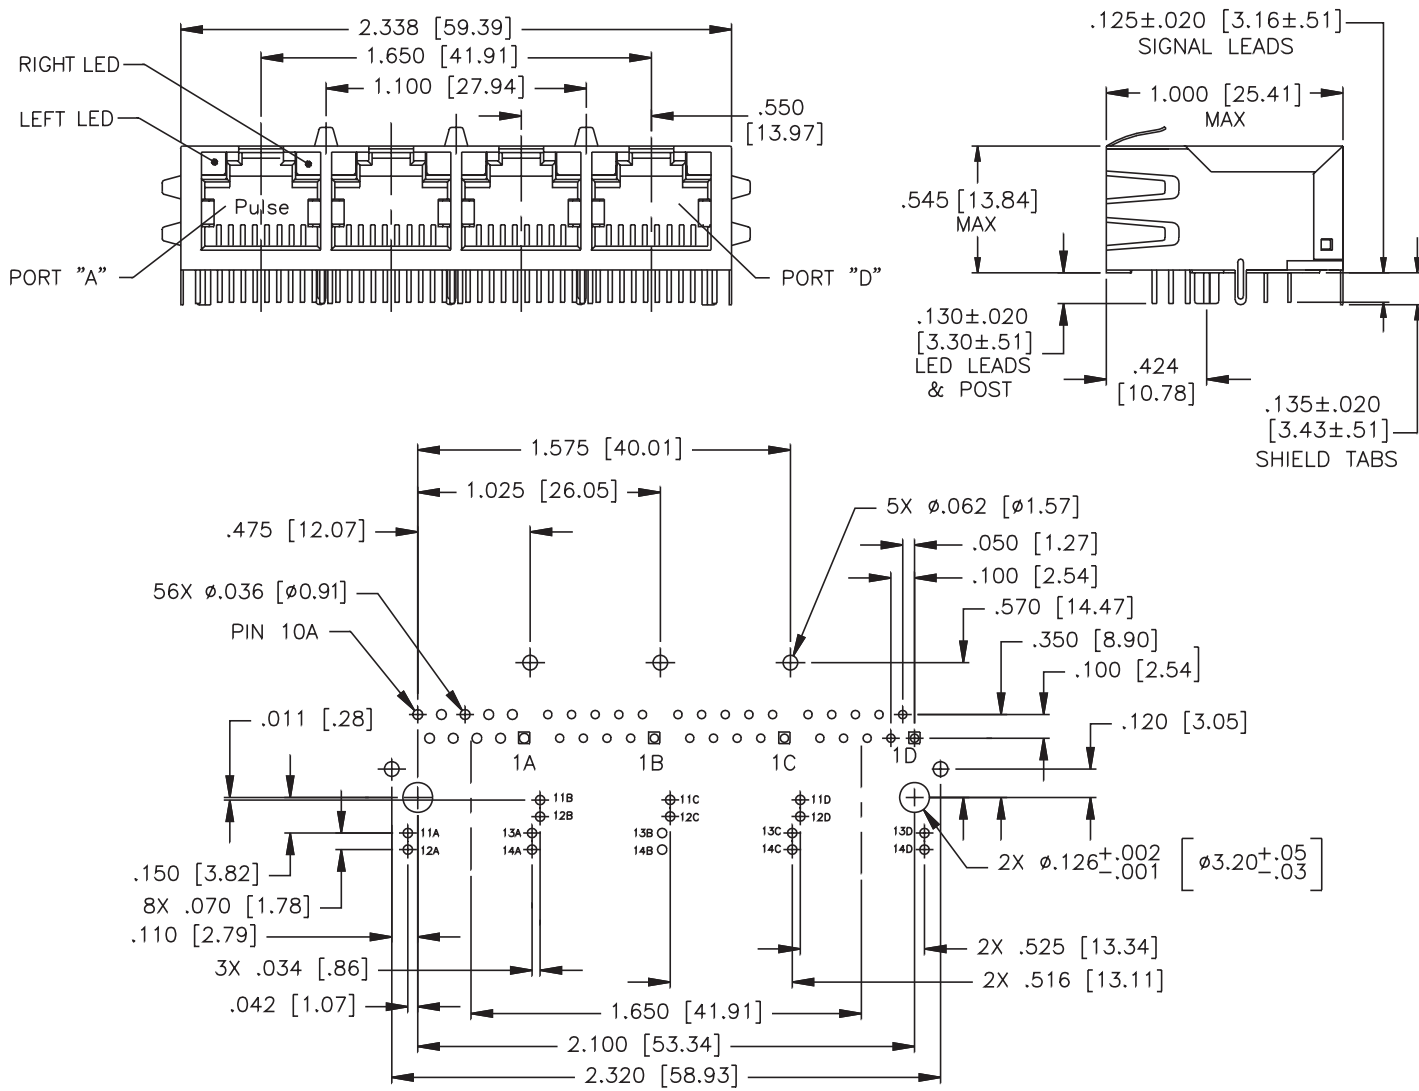 2.338 [59.39]
1.650 [41.91]
1.100 [27.94]
.550
[13.97]
RIGHT LED
LEFT LED
Pulse
PORT "A"
PORT "D"
.125±.020 [3.16±.51]
SIGNAL LEADS
1.000 [25.41]
MAX
.545 [13.84]
MAX
.130±.020
[3.30±.51]
LED LEADS
& POST
.424
[10.78]
.135±.020
[3.43±.51]
SHIELD TABS
1.575 [40.01]
1.025 [26.05]
.475 [12.07]
5X ø.062 [ø1.57]
.050 [1.27]
.100 [2.54]
56X ø.036 [ø0.91]
.570 [14.47]
PIN 10A
.350 [8.90]
.100 [2.54]
.011 [.28]
.120 [3.05]
1A 1B 1C 1D
11B 11C 11D
12B 12C 12D
11A 13A 13B 13C 13D
12A 14A 14B 14C 14D
2X ø.126 +.002 -.001 [ø3.20 +.05 -.03]
.150 [3.82]
8X .070 [1.78]
.110 [2.79]
2X .525 [13.34]
3X .034 [.86]
2X .516 [13.11]
.042 [1.07]
1.650 [41.91]
2.100 [53.34]
2.320 [58.93]